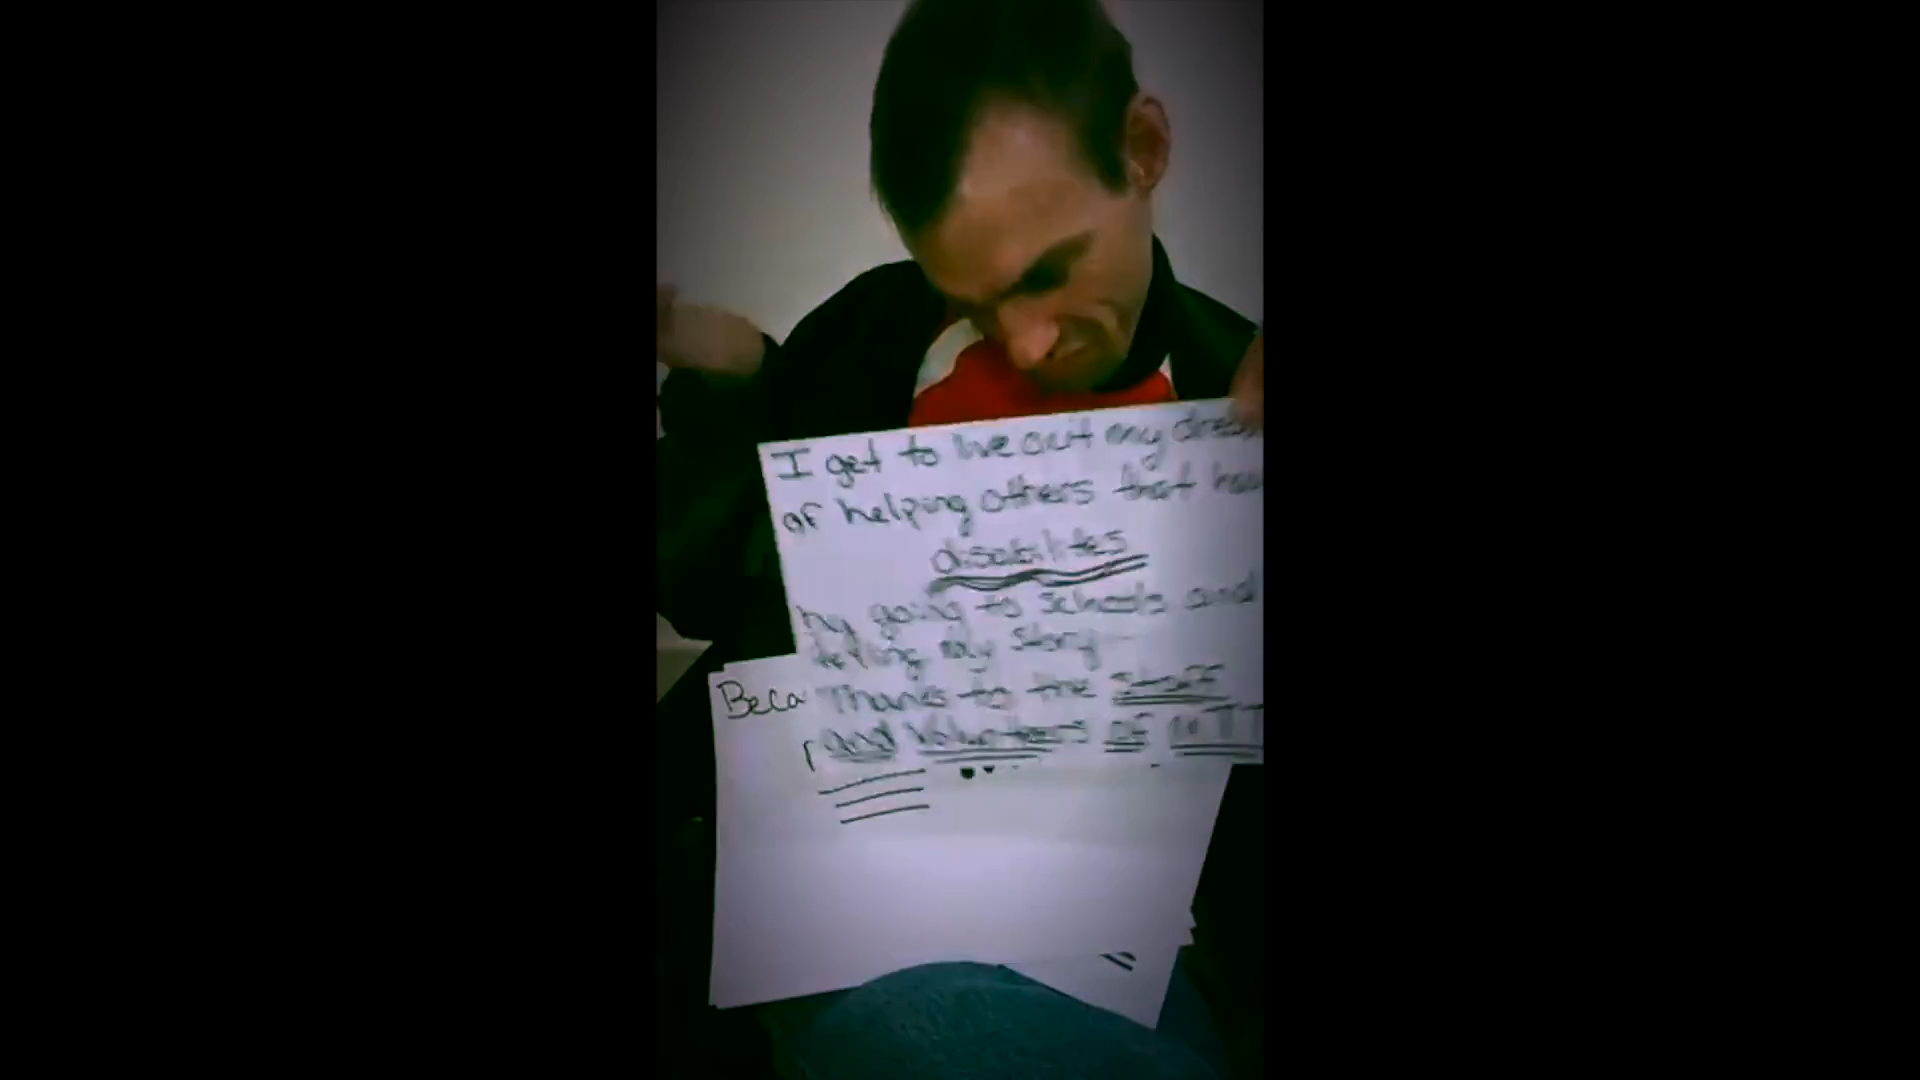 I get to live out my
of helping others that
disabilites
by going to schools and
telling my story
Thanks to the staff
and Volunteers of
Beca